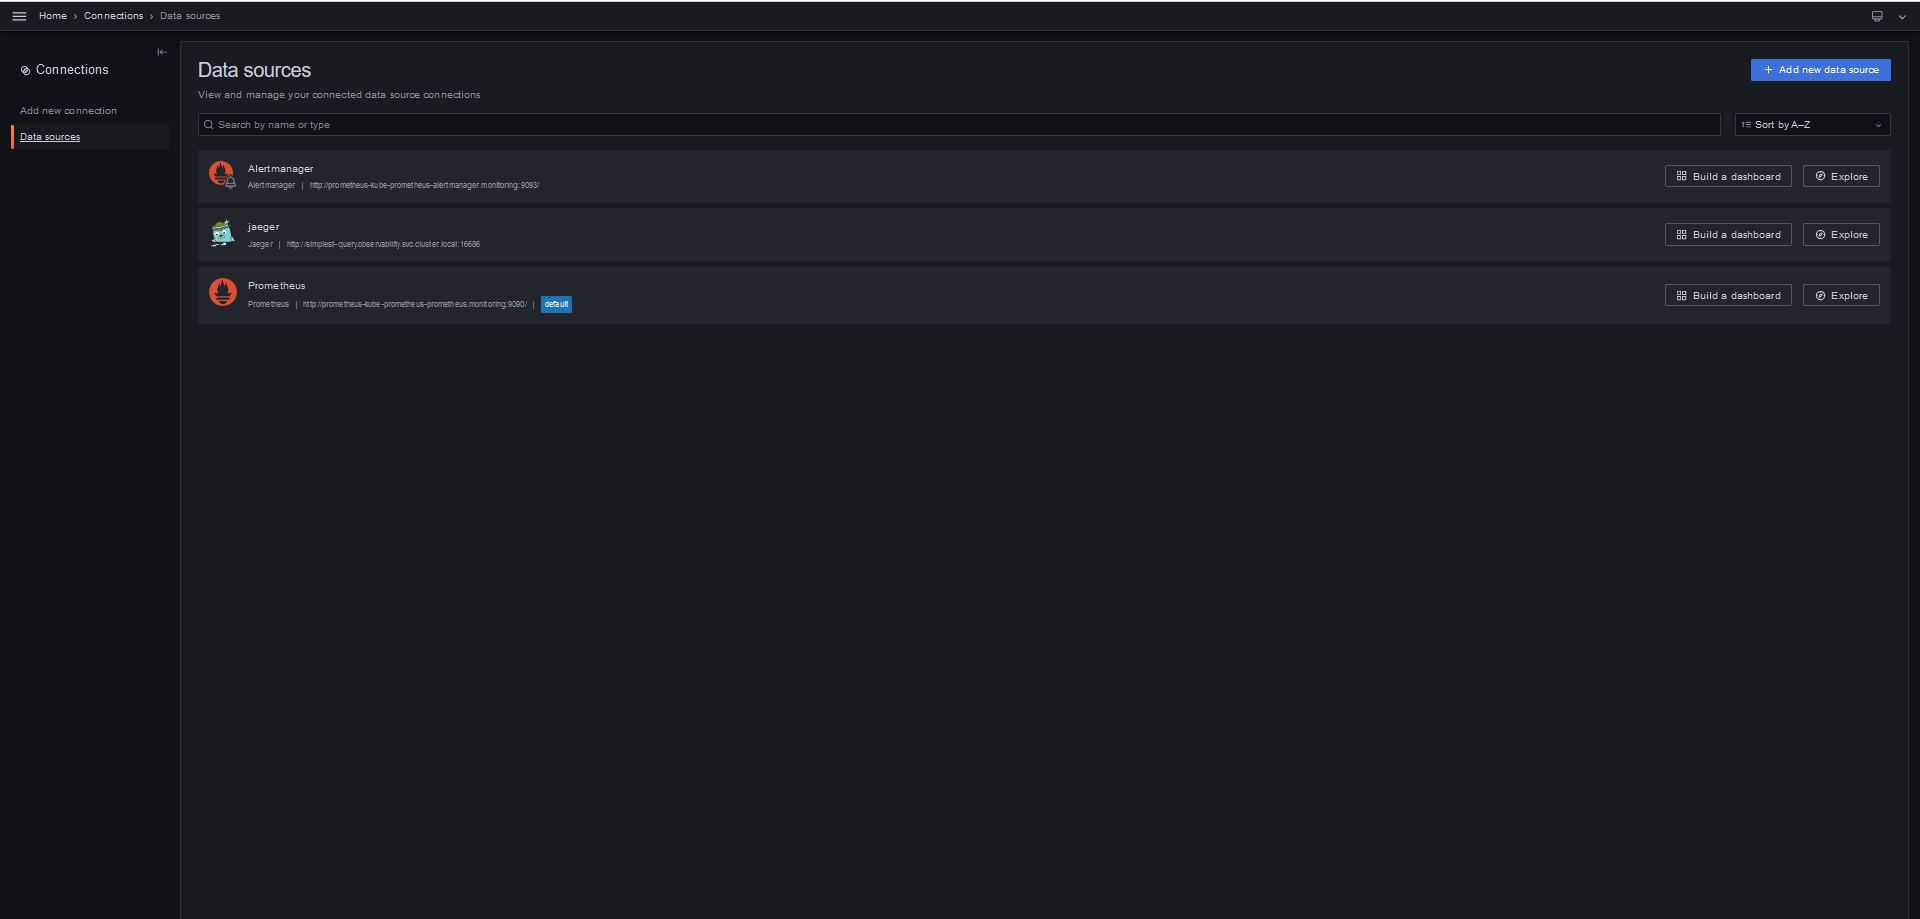 Home › Connections › Data sources
Connections
Add new connection
Data sources
Data sources
+ Add new data source
View and manage your connected data source connections
Search by name or type
Sort by A–Z
Alertmanager
Alertmanager | http://prometheus-kube-prometheus-alertmanager.monitoring:9093/
Build a dashboard
Explore
jaeger
Jaeger | http://simplest-query.observability.svc.cluster.local:16686
Build a dashboard
Explore
Prometheus
Prometheus | http://prometheus-kube-prometheus-prometheus.monitoring:9090/ | default
Build a dashboard
Explore